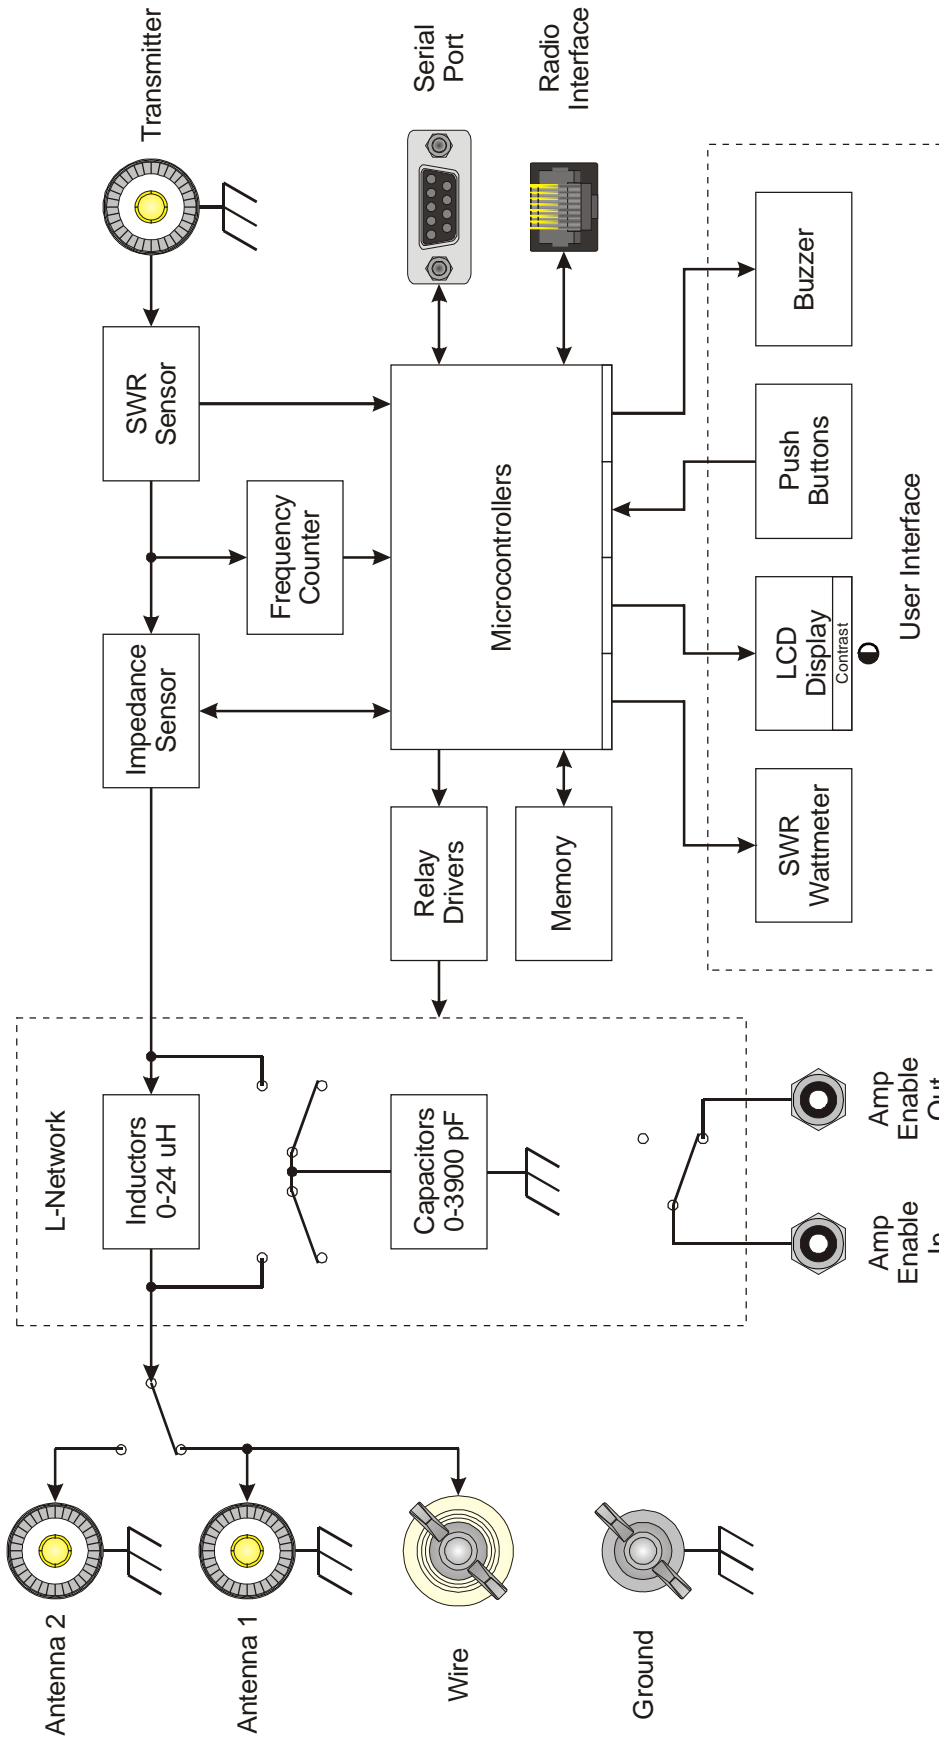 Antenna 2
Antenna 1
Wire
Ground
L-Network
Inductors
0-24 uH
Capacitors
0-3900 pF
Amp
Enable
In
Amp
Enable
Out
Impedance
Sensor
SWR
Sensor
Transmitter
Frequency
Counter
Relay
Drivers
Memory
Microcontrollers
Serial
Port
Radio
Interface
SWR
Wattmeter
LCD
Display
Contrast
Push
Buttons
Buzzer
User Interface